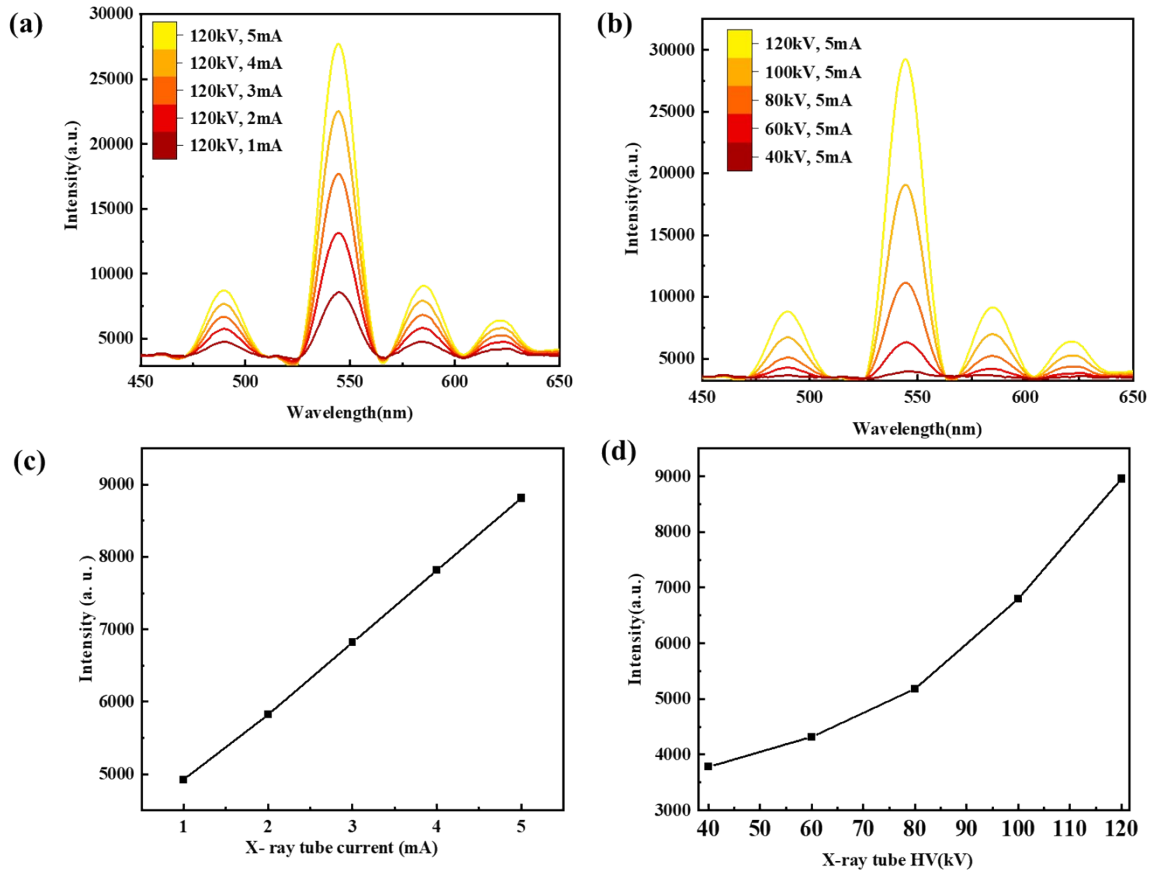 (a)
30000
25000
20000
15000
10000
5000
Intensity(a.u.)
120kV, 5mA
120kV, 4mA
120kV, 3mA
120kV, 2mA
120kV, 1mA
450 500 550 600 650
Wavelength(nm)
(b)
30000
25000
20000
15000
10000
5000
Intensity(a.u.)
120kV, 5mA
100kV, 5mA
80kV, 5mA
60kV, 5mA
40kV, 5mA
450 500 550 600 650
Wavelength(nm)
(c)
9000
8000
7000
6000
5000
Intensity (a. u. )
1 2 3 4 5
X- ray tube current (mA)
(d)
9000
8000
7000
6000
5000
4000
3000
Intensity(a.u.)
40 50 60 70 80 90 100 110 120
X-ray tube HV(kV)